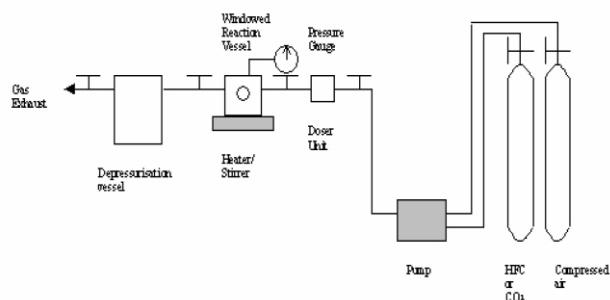 Windowed
Reaction
Vessel
Pressure
Gauge
Gas
Exhaust
Depressurisation
vessel
Heater/
Stirrer
Doser
Unit
Pump
HFC
or
CO₂
Compressed
air